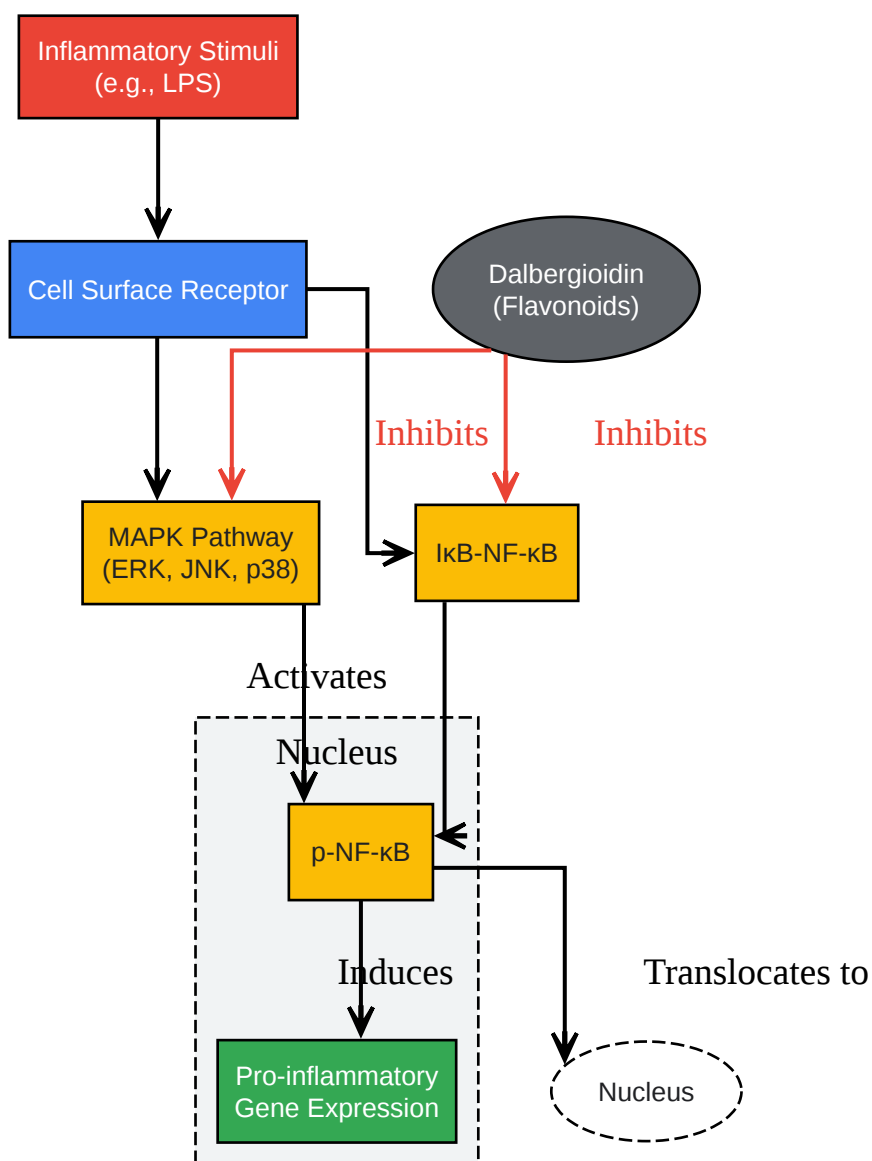 Inflammatory Stimuli
(e.g., LPS)
Cell Surface Receptor
Dalbergioidin
(Flavonoids)
Inhibits
Inhibits
MAPK Pathway
(ERK, JNK, p38)
IκB-NF-κB
Activates
Nucleus
p-NF-κB
Induces
Translocates to
Pro-inflammatory
Gene Expression
Nucleus